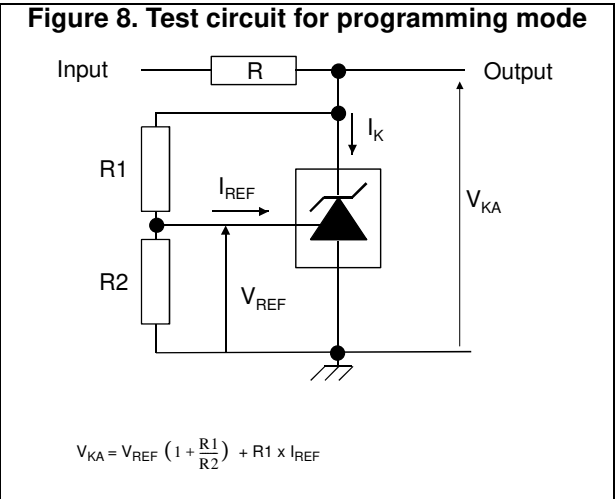 Figure 8. Test circuit for programming mode
Input
R
Output
I_K
R1
I_REF
V_KA
R2
V_REF
V_KA = V_REF (1 + R1/R2) + R1 x I_REF